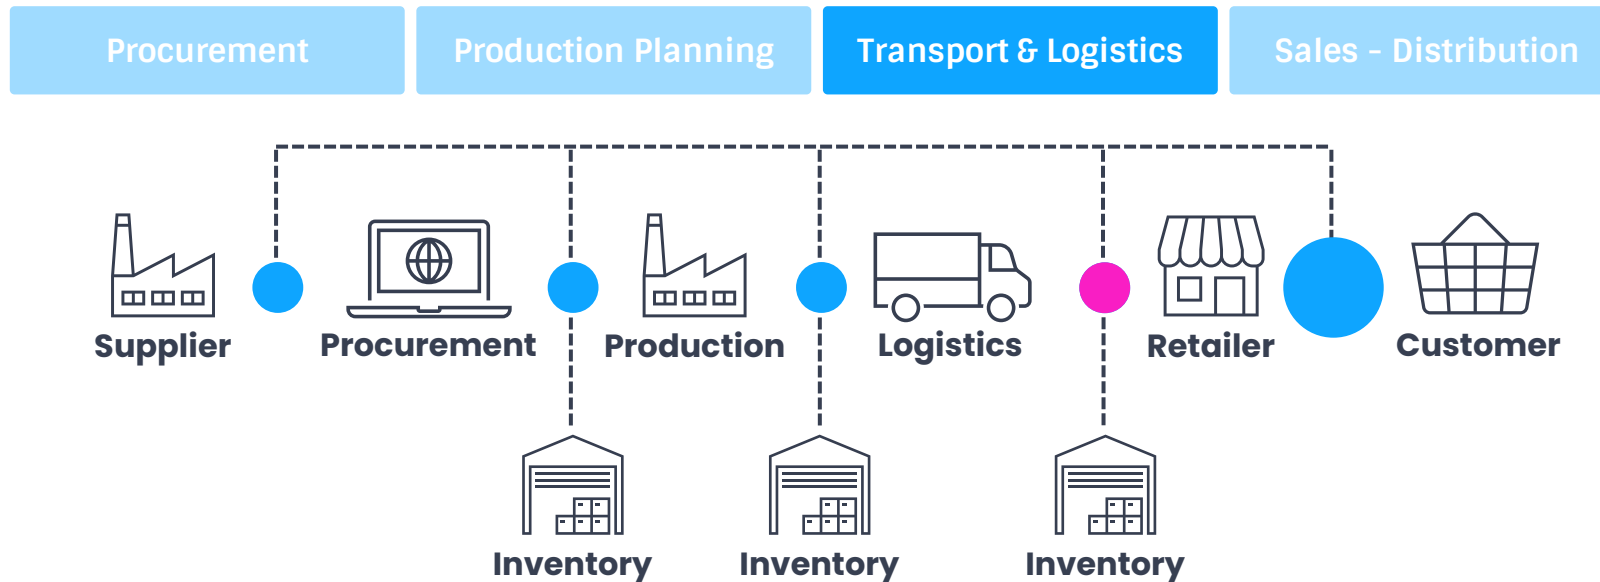 Procurement
Production Planning
Transport & Logistics
Sales - Distribution
Supplier
Procurement
Production
Logistics
Retailer
Customer
Inventory
Inventory
Inventory